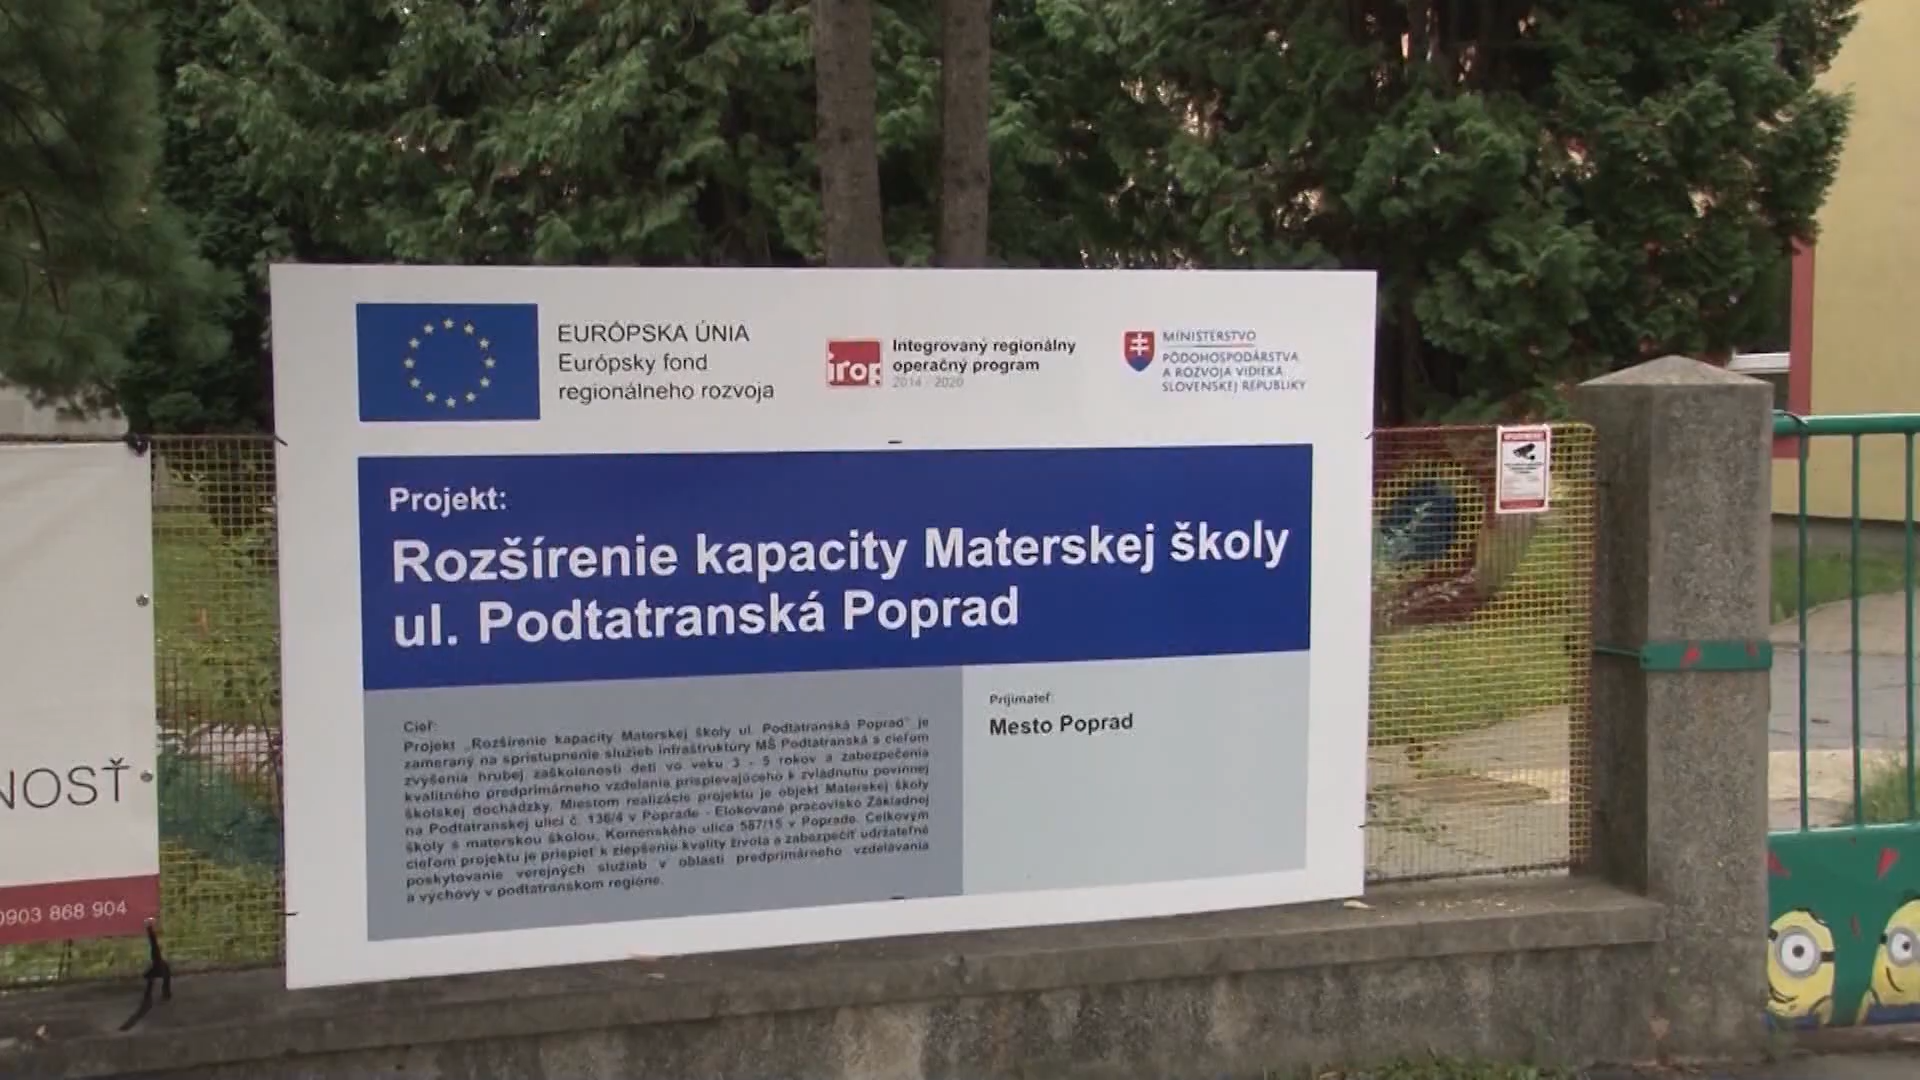 EURÓPSKA ÚNIA
Európsky fond
regionálneho rozvoja
irop
Integrovaný regionálny
operačný program
2014 - 2020
MINISTERSTVO
PÔDOHOSPODÁRSTVA
A ROZVOJA VIDIEKA
SLOVENSKEJ REPUBLIKY
Projekt:
Rozšírenie kapacity Materskej školy
ul. Podtatranská Poprad
Cieľ:
Projekt „Rozšírenie kapacity Materskej školy ul. Podtatranská Poprad" je
zameraný na sprístupnenie služieb infraštruktúry MŠ Podtatranská s cieľom
zvýšenia hrubej zaškolenosti detí vo veku 3 - 5 rokov a zabezpečenia
kvalitného predprimárneho vzdelania prispievajúceho k zvládnutiu povinnej
školskej dochádzky. Miestom realizácie projektu je objekt Materskej školy
na Podtatranskej ulici č. 136/4 v Poprade - Elokované pracovisko Základnej
školy s materskou školou, Komenského ulica 587/15 v Poprade. Celkovým
cieľom projektu je prispieť k zlepšeniu kvality života a zabezpečiť udržateľné
poskytovanie verejných služieb v oblasti predprimárneho vzdelávania
a výchovy v podtatranskom regióne.
Prijímateľ:
Mesto Poprad
NOSŤ
0903 868 904